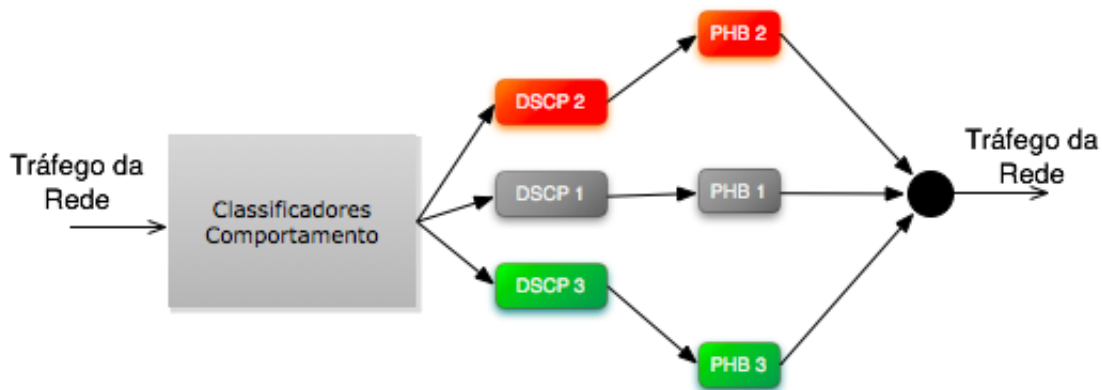 Tráfego da
Rede
Classificadores
Comportamento
DSCP 2
DSCP 1
DSCP 3
PHB 2
PHB 1
PHB 3
Tráfego da
Rede